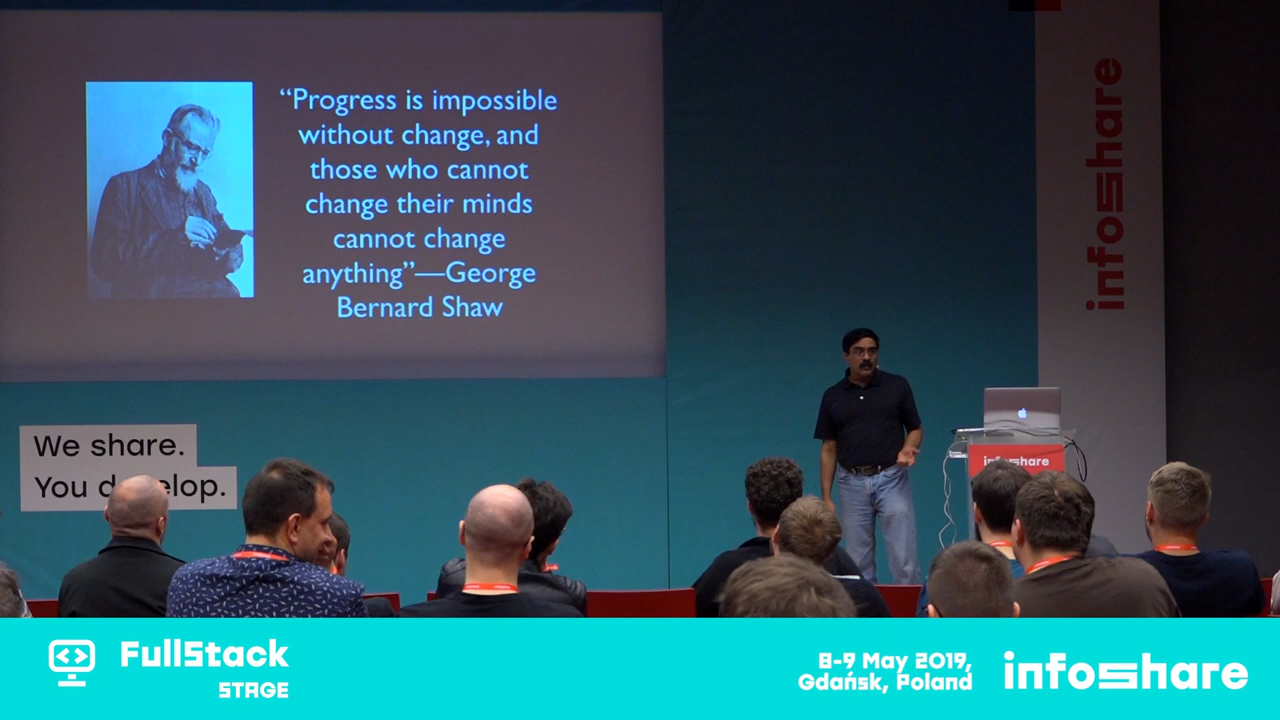 “Progress is impossible
without change, and
those who cannot
change their minds
cannot change
anything”—George
Bernard Shaw
infoshare
We share.
You develop.
infoshare
FullStack
STAGE
8-9 May 2019,
Gdańsk, Poland
infoshare